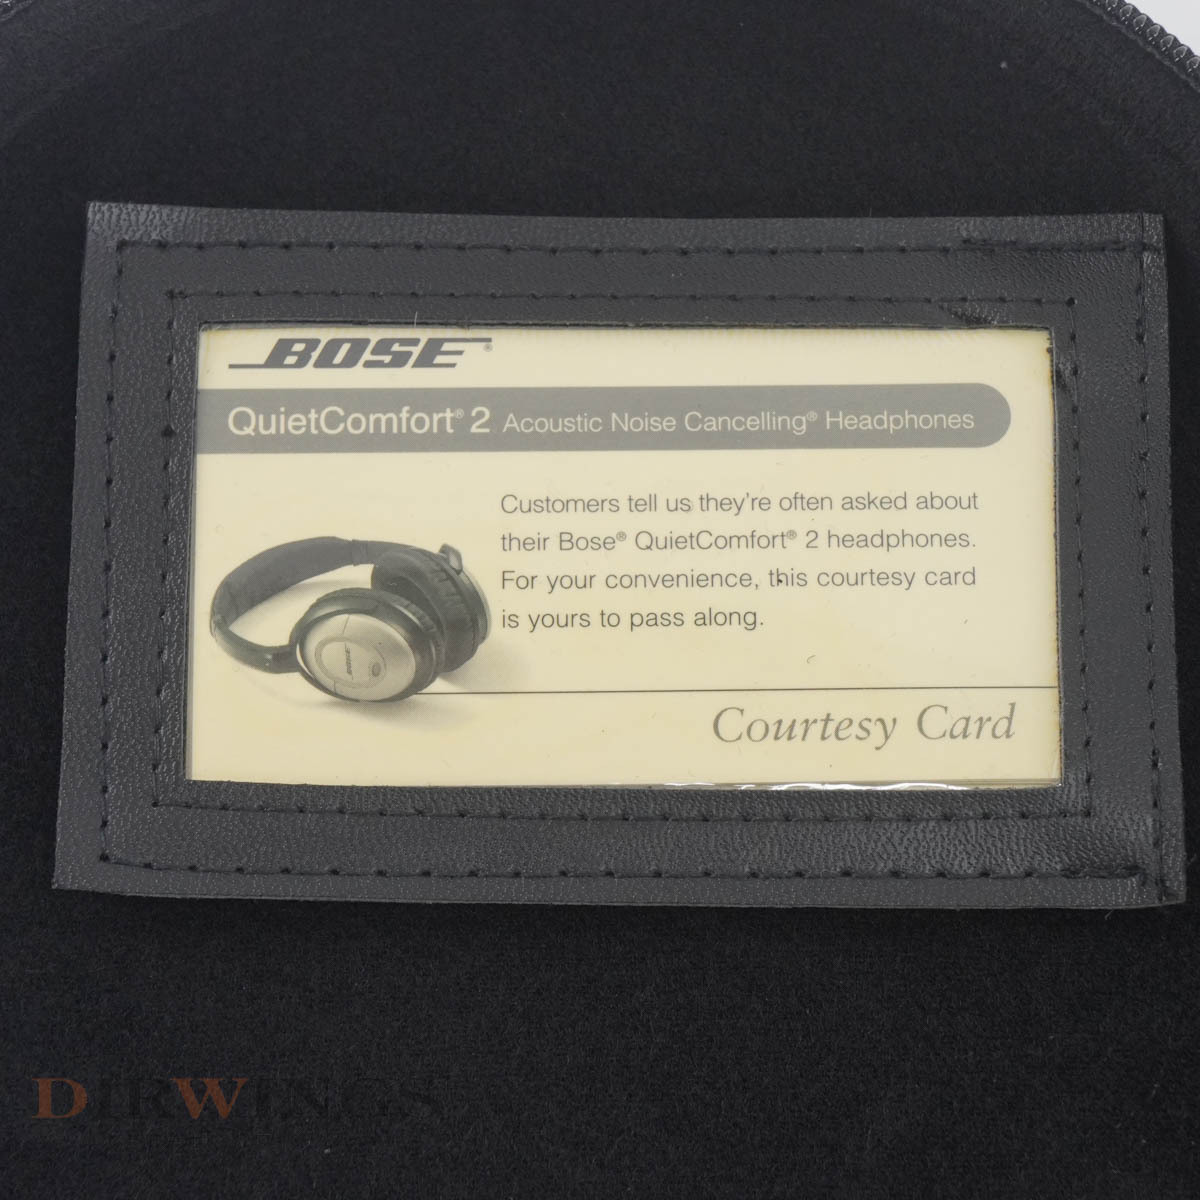 BOSE®
QuietComfort® 2 Acoustic Noise Cancelling® Headphones
Customers tell us they're often asked about
their Bose® QuietComfort® 2 headphones.
For your convenience, this courtesy card
is yours to pass along.
BOSE
Courtesy Card
DIRWINGS